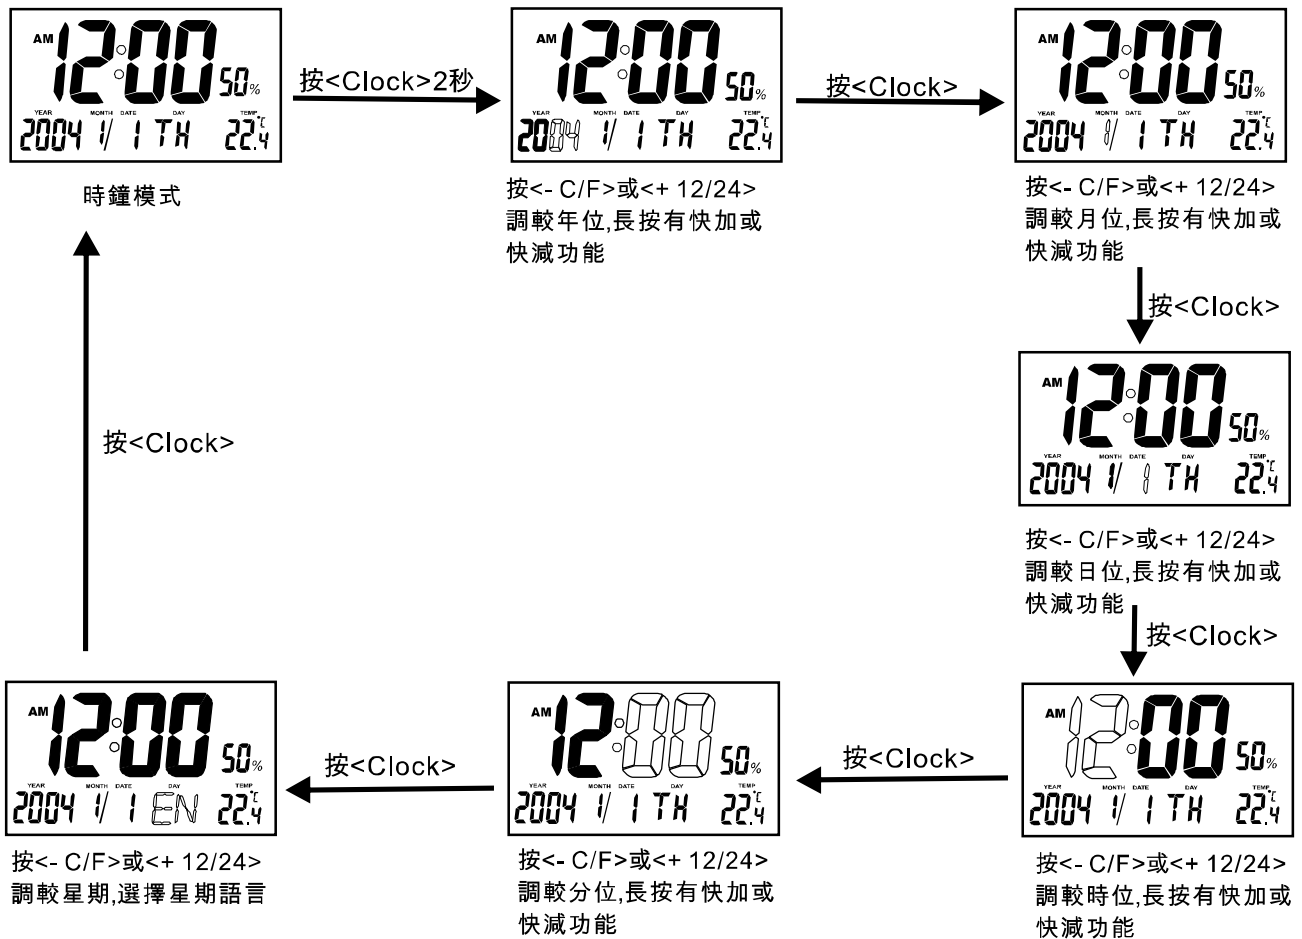 AM 12:00 50%
YEAR MONTH DATE DAY TEMP
2004 1/ 1 TH 22.4°C
時鐘模式
按<Clock>2秒
AM 12:00 50%
YEAR MONTH DATE DAY TEMP
2004 1/ 1 TH 22.4°C
按<- C/F>或<+ 12/24>
調較年位,長按有快加或
快減功能
按<Clock>
AM 12:00 50%
YEAR MONTH DATE DAY TEMP
2004 1/ 1 TH 22.4°C
按<- C/F>或<+ 12/24>
調較月位,長按有快加或
快減功能
按<Clock>
AM 12:00 50%
YEAR MONTH DATE DAY TEMP
2004 1/ 1 TH 22.4°C
按<- C/F>或<+ 12/24>
調較日位,長按有快加或
快減功能
按<Clock>
AM 12:00 50%
YEAR MONTH DATE DAY TEMP
2004 1/ 1 TH 22.4°C
按<- C/F>或<+ 12/24>
調較時位,長按有快加或
快減功能
按<Clock>
AM 12:00 50%
YEAR MONTH DATE DAY TEMP
2004 1/ 1 TH 22.4°C
按<- C/F>或<+ 12/24>
調較分位,長按有快加或
快減功能
按<Clock>
AM 12:00 50%
YEAR MONTH DATE DAY TEMP
2004 1/ 1 EN 22.4°C
按<- C/F>或<+ 12/24>
調較星期,選擇星期語言
按<Clock>